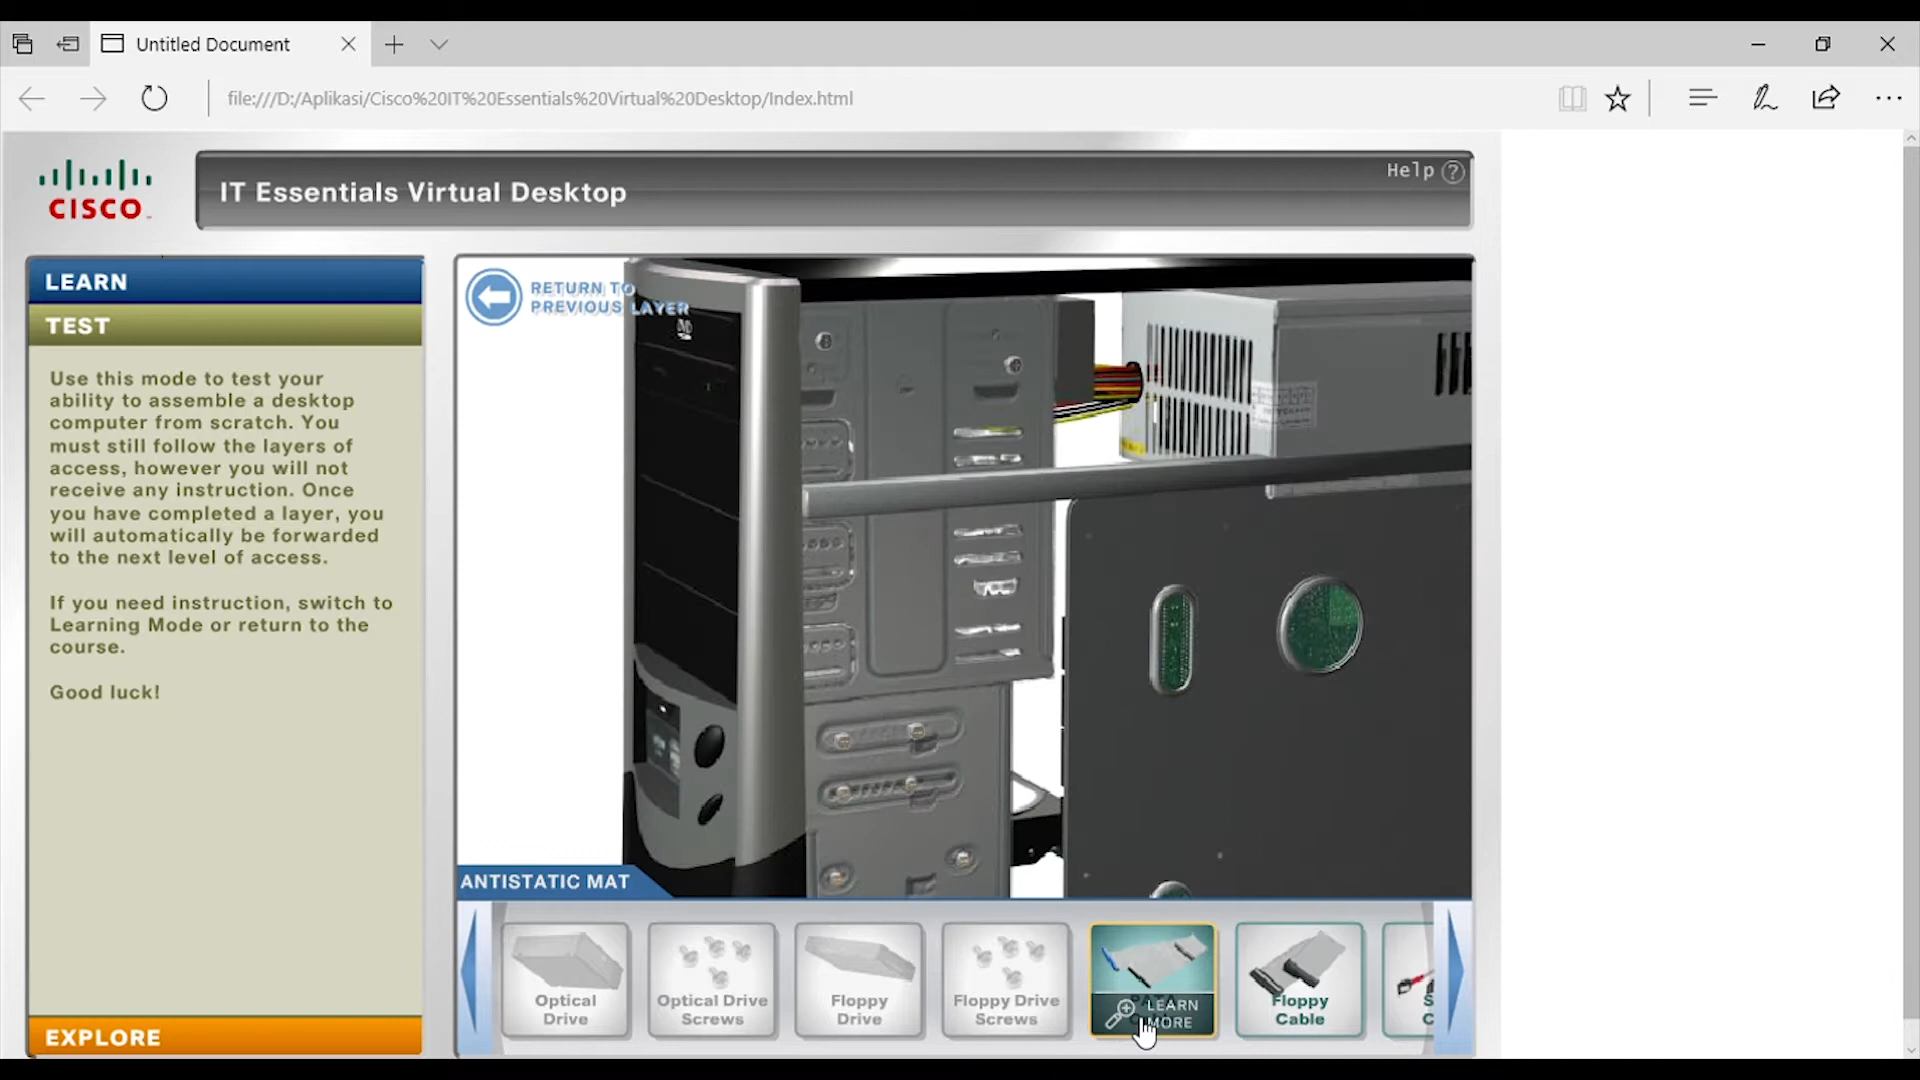 Untitled Document
file:///D:/Aplikasi/Cisco%20IT%20Essentials%20Virtual%20Desktop/Index.html
CISCO
IT Essentials Virtual Desktop
Help ?
LEARN
TEST
Use this mode to test your
ability to assemble a desktop
computer from scratch. You
must still follow the layers of
access, however you will not
receive any instruction. Once
you have completed a layer, you
will automatically be forwarded
to the next level of access.
If you need instruction, switch to
Learning Mode or return to the
course.
Good luck!
EXPLORE
RETURN TO
PREVIOUS LAYER
ANTISTATIC MAT
Optical
Drive
Optical Drive
Screws
Floppy
Drive
Floppy Drive
Screws
LEARN
MORE
Floppy
Cable
S
C